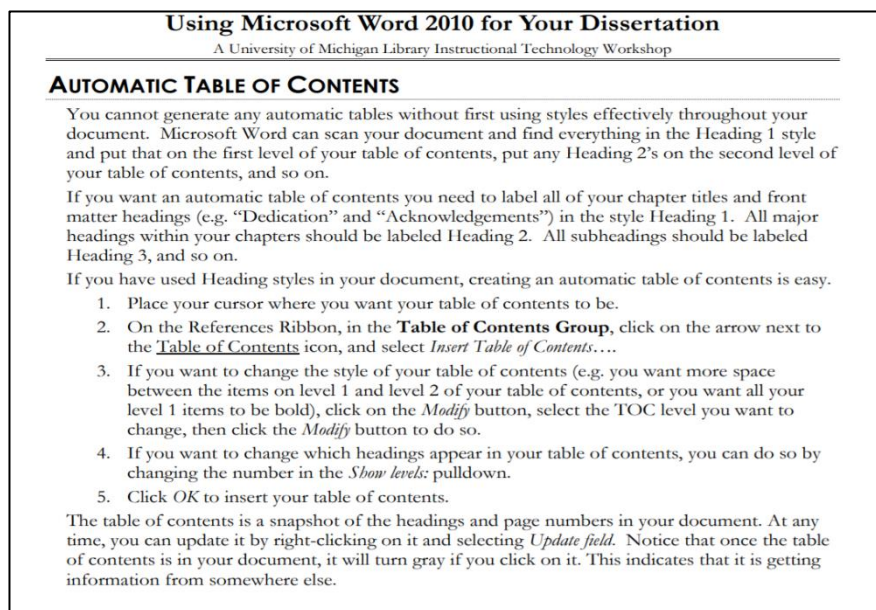 Using Microsoft Word 2010 for Your Dissertation
A University of Michigan Library Instructional Technology Workshop
AUTOMATIC TABLE OF CONTENTS
You cannot generate any automatic tables without first using styles effectively throughout your
document.  Microsoft Word can scan your document and find everything in the Heading 1 style
and put that on the first level of your table of contents, put any Heading 2’s on the second level of
your table of contents, and so on.
If you want an automatic table of contents you need to label all of your chapter titles and front
matter headings (e.g. “Dedication” and “Acknowledgements”) in the style Heading 1.  All major
headings within your chapters should be labeled Heading 2.  All subheadings should be labeled
Heading 3, and so on.
If you have used Heading styles in your document, creating an automatic table of contents is easy.
1. Place your cursor where you want your table of contents to be.
2. On the References Ribbon, in the Table of Contents Group, click on the arrow next to
the Table of Contents icon, and select Insert Table of Contents….
3. If you want to change the style of your table of contents (e.g. you want more space
between the items on level 1 and level 2 of your table of contents, or you want all your
level 1 items to be bold), click on the Modify button, select the TOC level you want to
change, then click the Modify button to do so.
4. If you want to change which headings appear in your table of contents, you can do so by
changing the number in the Show levels: pulldown.
5. Click OK to insert your table of contents.
The table of contents is a snapshot of the headings and page numbers in your document. At any
time, you can update it by right-clicking on it and selecting Update field.  Notice that once the table
of contents is in your document, it will turn gray if you click on it. This indicates that it is getting
information from somewhere else.